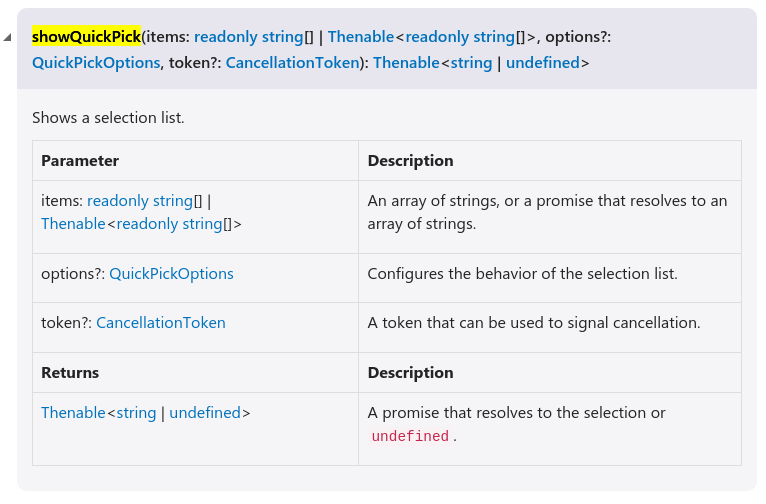 showQuickPick(items: readonly string[] | Thenable<readonly string[]>, options?:
QuickPickOptions, token?: CancellationToken): Thenable<string | undefined>
Shows a selection list.
Parameter Description
items: readonly string[] | An array of strings, or a promise that resolves to an
Thenable<readonly string[]> array of strings.
options?: QuickPickOptions Configures the behavior of the selection list.
token?: CancellationToken A token that can be used to signal cancellation.
Returns Description
Thenable<string | undefined> A promise that resolves to the selection or
undefined.